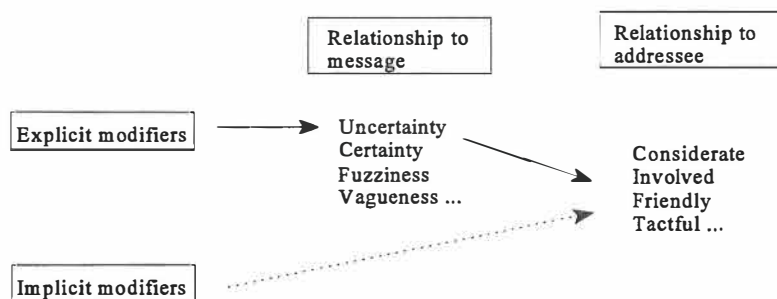 Relationship to
message
Relationship to
addressee
Explicit modifiers
Uncertainty
Certainty
Fuzziness
Vagueness ...
Considerate
Involved
Friendly
Tactful ...
Implicit modifiers